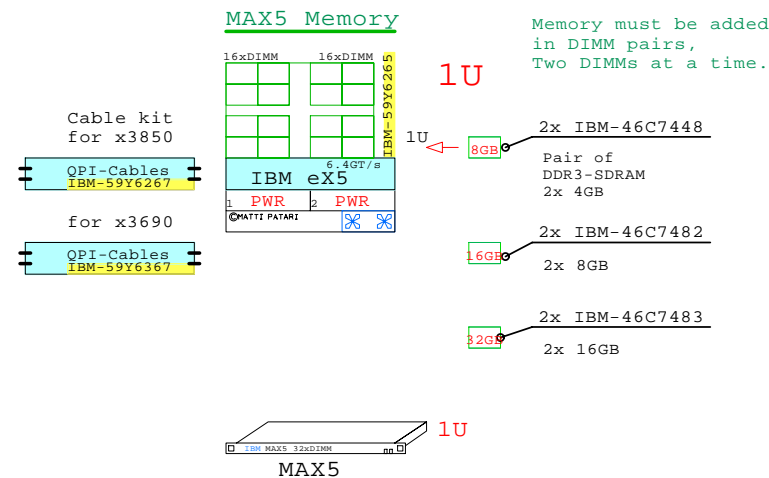 MAX5 Memory
Memory must be added
in DIMM pairs,
Two DIMMs at a time.
16xDIMM 16xDIMM
IBM-59Y6265
1U
1U
Cable kit
for x3850
QPI-Cables
IBM-59Y6267
6.4GT/s
IBM eX5
1 PWR 2 PWR
©MATTI PATARI
for x3690
QPI-Cables
IBM-59Y6367
8GB
2x IBM-46C7448
Pair of
DDR3-SDRAM
2x 4GB
16GB
2x IBM-46C7482
2x 8GB
32GB
2x IBM-46C7483
2x 16GB
1U
IBM MAX5 32xDIMM
MAX5